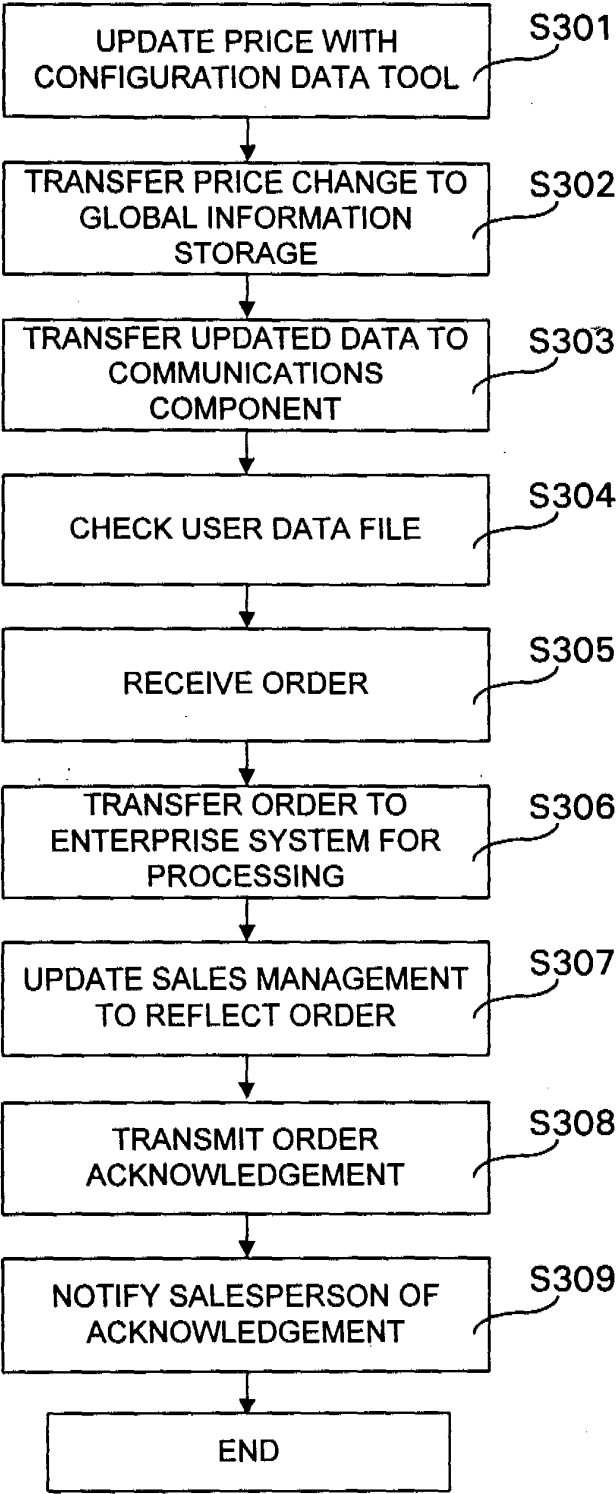 UPDATE PRICE WITH
CONFIGURATION DATA TOOL
S301
TRANSFER PRICE CHANGE TO
GLOBAL INFORMATION
STORAGE
S302
TRANSFER UPDATED DATA TO
COMMUNICATIONS
COMPONENT
S303
CHECK USER DATA FILE
S304
RECEIVE ORDER
S305
TRANSFER ORDER TO
ENTERPRISE SYSTEM FOR
PROCESSING
S306
UPDATE SALES MANAGEMENT
TO REFLECT ORDER
S307
TRANSMIT ORDER
ACKNOWLEDGEMENT
S308
NOTIFY SALESPERSON OF
ACKNOWLEDGEMENT
S309
END